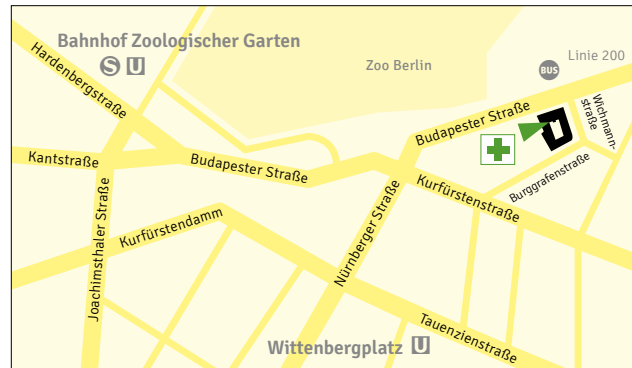 Bahnhof Zoologischer Garten
S U
Hardenbergstraße
Zoo Berlin
BUS
Linie 200
Budapester Straße
Wichmann-
straße
Kantstraße
Budapester Straße
Burggrafenstraße
Kurfürstenstraße
Joachimsthaler Straße
Kurfürstendamm
Nürnberger Straße
Tauenzienstraße
Wittenbergplatz U